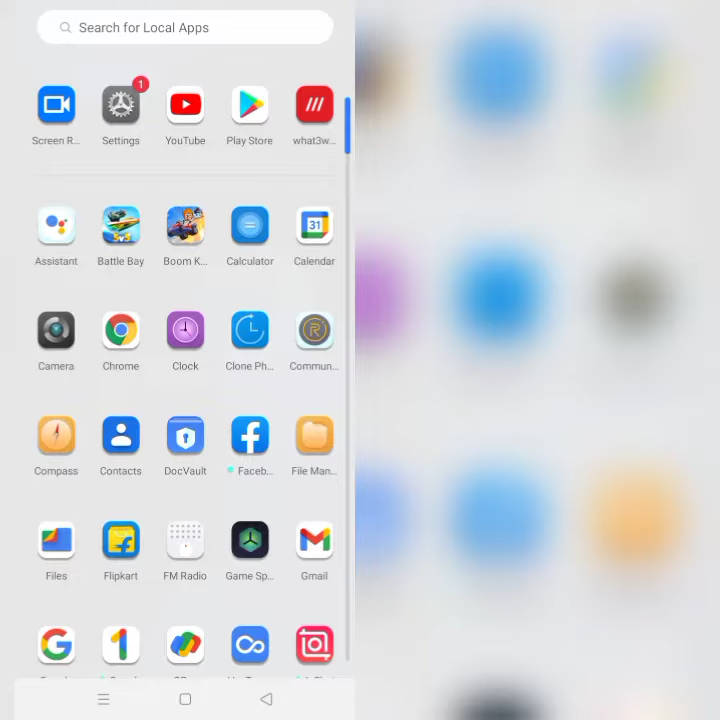 Search for Local Apps
1
Screen R... Settings YouTube Play Store what3w...
5v5 31
Assistant Battle Bay Boom K... Calculator Calendar
Camera Chrome Clock Clone Ph... Commun...
Compass Contacts DocVault Faceb... File Man...
Files Flipkart FM Radio Game Sp... Gmail